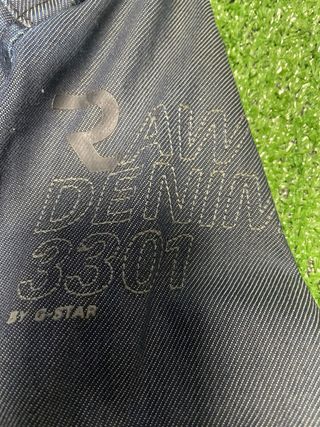 RAW
DENIM
3301
BY G-STAR